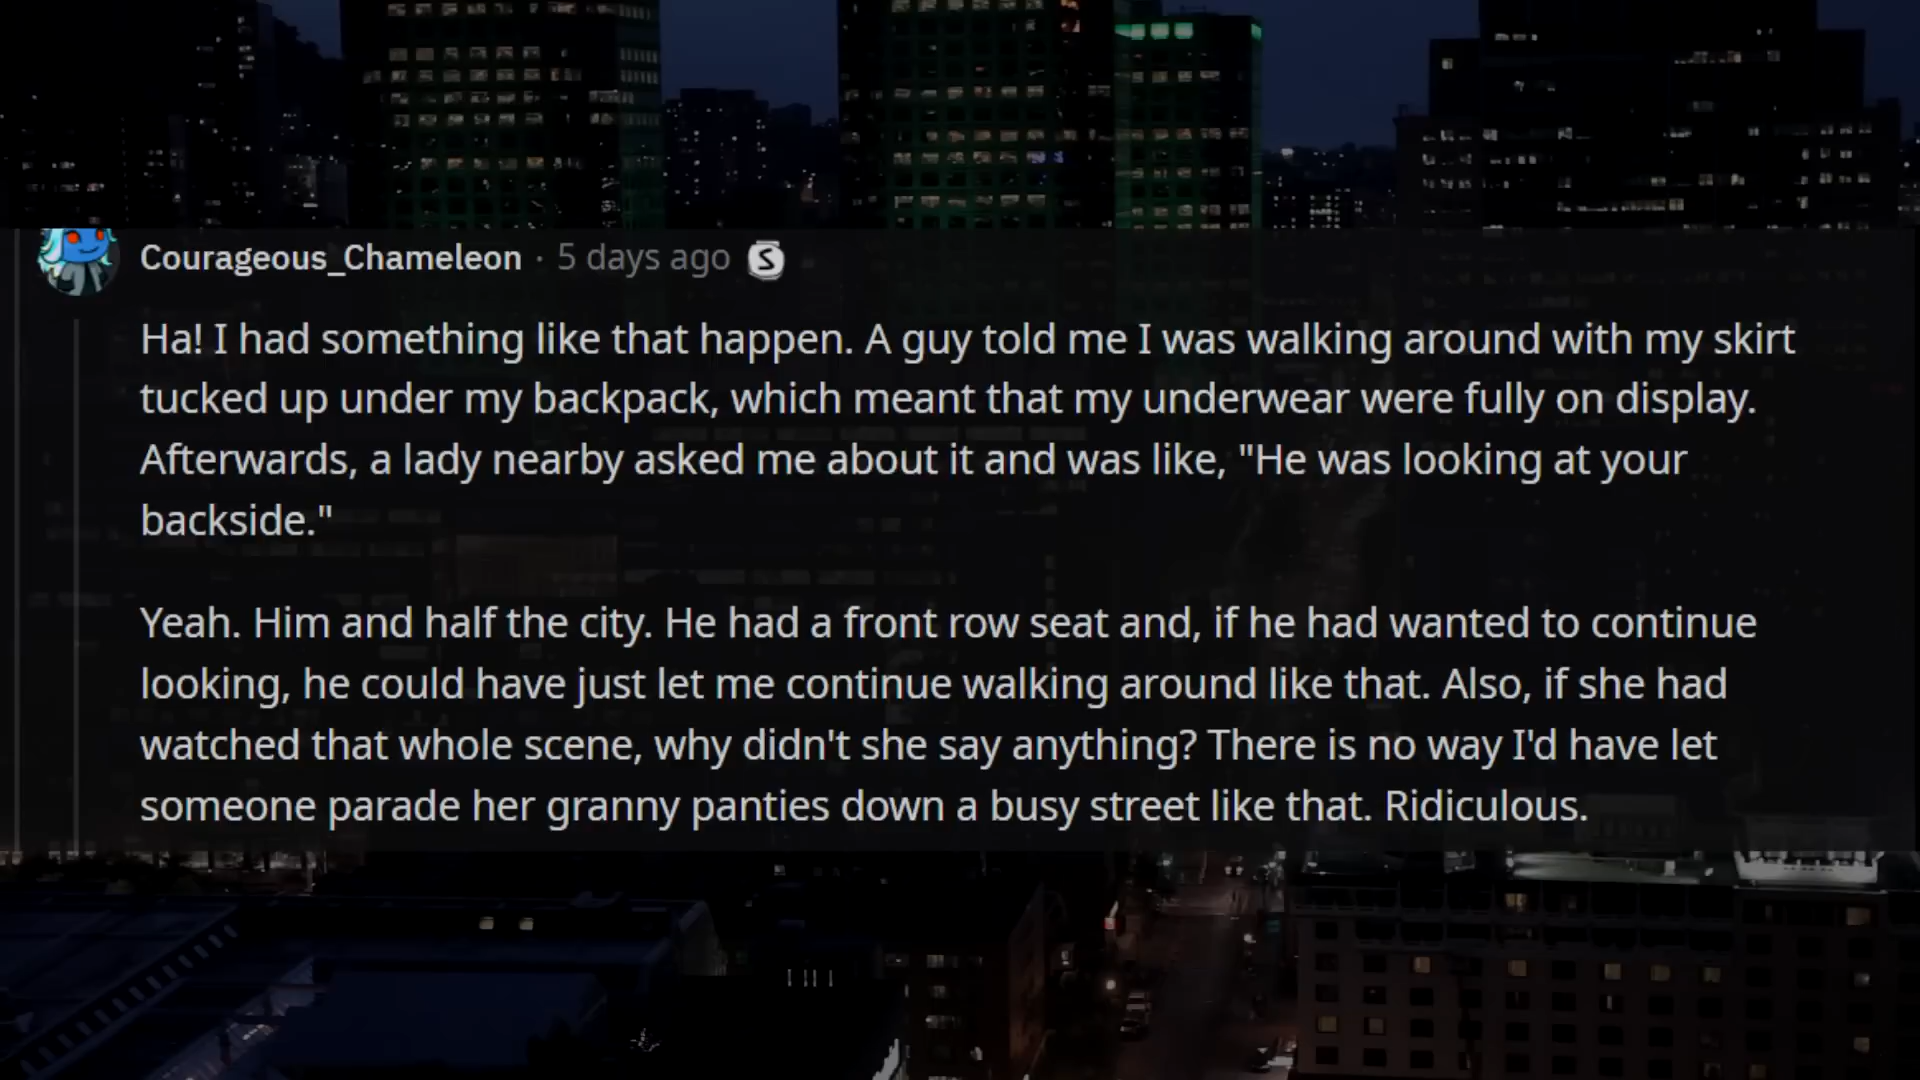 Courageous_Chameleon · 5 days ago S
Ha! I had something like that happen. A guy told me I was walking around with my skirt
tucked up under my backpack, which meant that my underwear were fully on display.
Afterwards, a lady nearby asked me about it and was like, "He was looking at your
backside."
Yeah. Him and half the city. He had a front row seat and, if he had wanted to continue
looking, he could have just let me continue walking around like that. Also, if she had
watched that whole scene, why didn't she say anything? There is no way I'd have let
someone parade her granny panties down a busy street like that. Ridiculous.